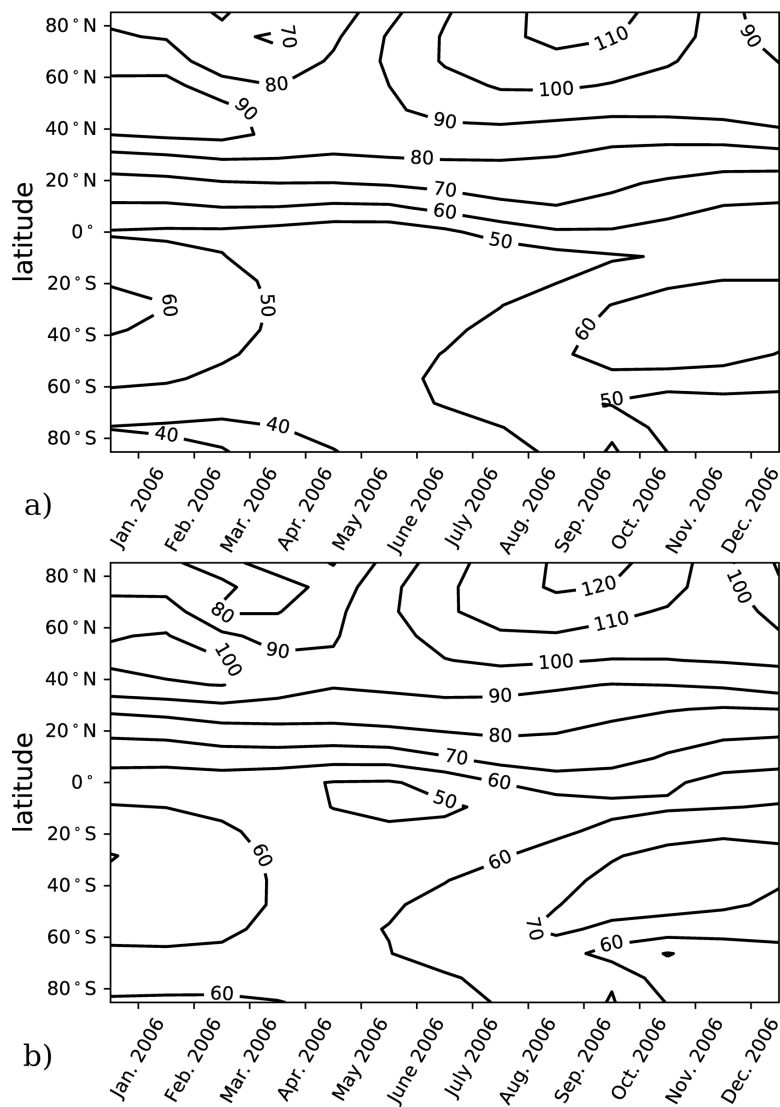 80°N
60°N
40°N
20°N
0°
20°S
40°S
60°S
80°S
latitude
70
80
90
110
100
90
90
80
70
60
50
60
50
60
50
40
40
Jan. 2006
Feb. 2006
Mar. 2006
Apr. 2006
May 2006
June 2006
July 2006
Aug. 2006
Sep. 2006
Oct. 2006
Nov. 2006
Dec. 2006
a)
80°N
60°N
40°N
20°N
0°
20°S
40°S
60°S
80°S
latitude
80
90
100
120
110
100
100
90
80
70
60
50
60
60
70
60
60
Jan. 2006
Feb. 2006
Mar. 2006
Apr. 2006
May 2006
June 2006
July 2006
Aug. 2006
Sep. 2006
Oct. 2006
Nov. 2006
Dec. 2006
b)